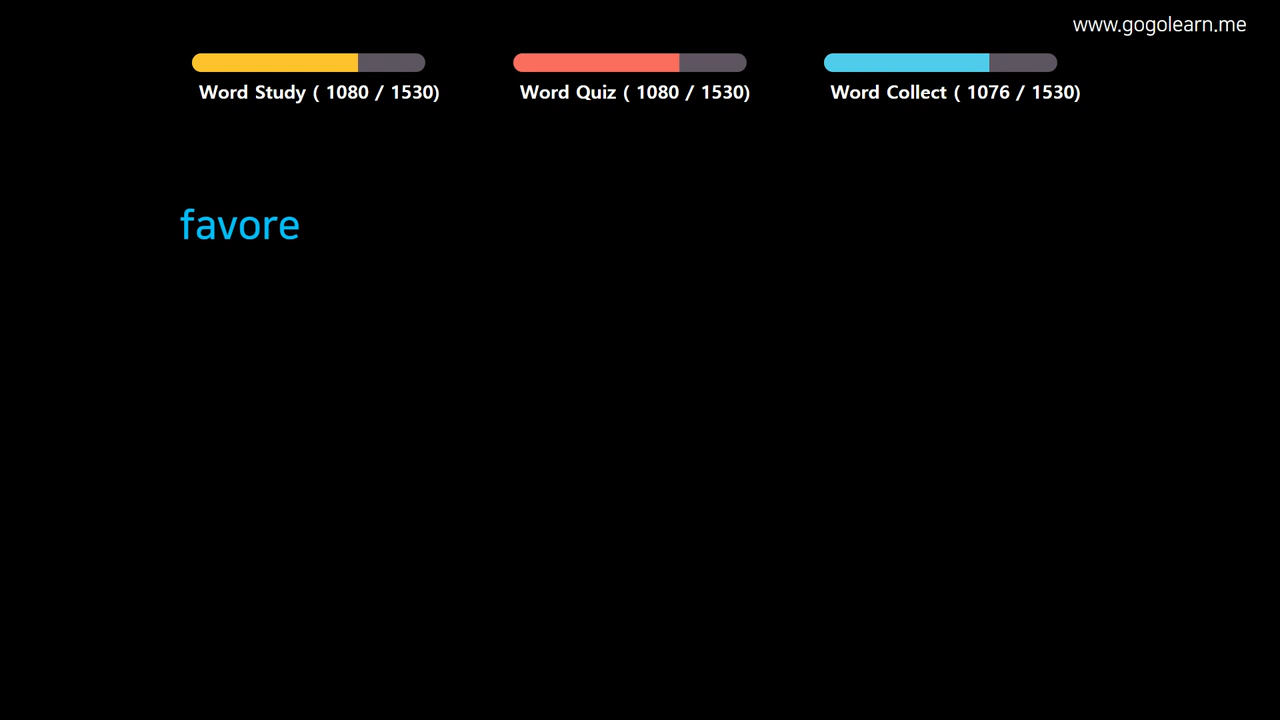 www.gogolearn.me
Word Study ( 1080 / 1530)
Word Quiz ( 1080 / 1530)
Word Collect ( 1076 / 1530)
favore